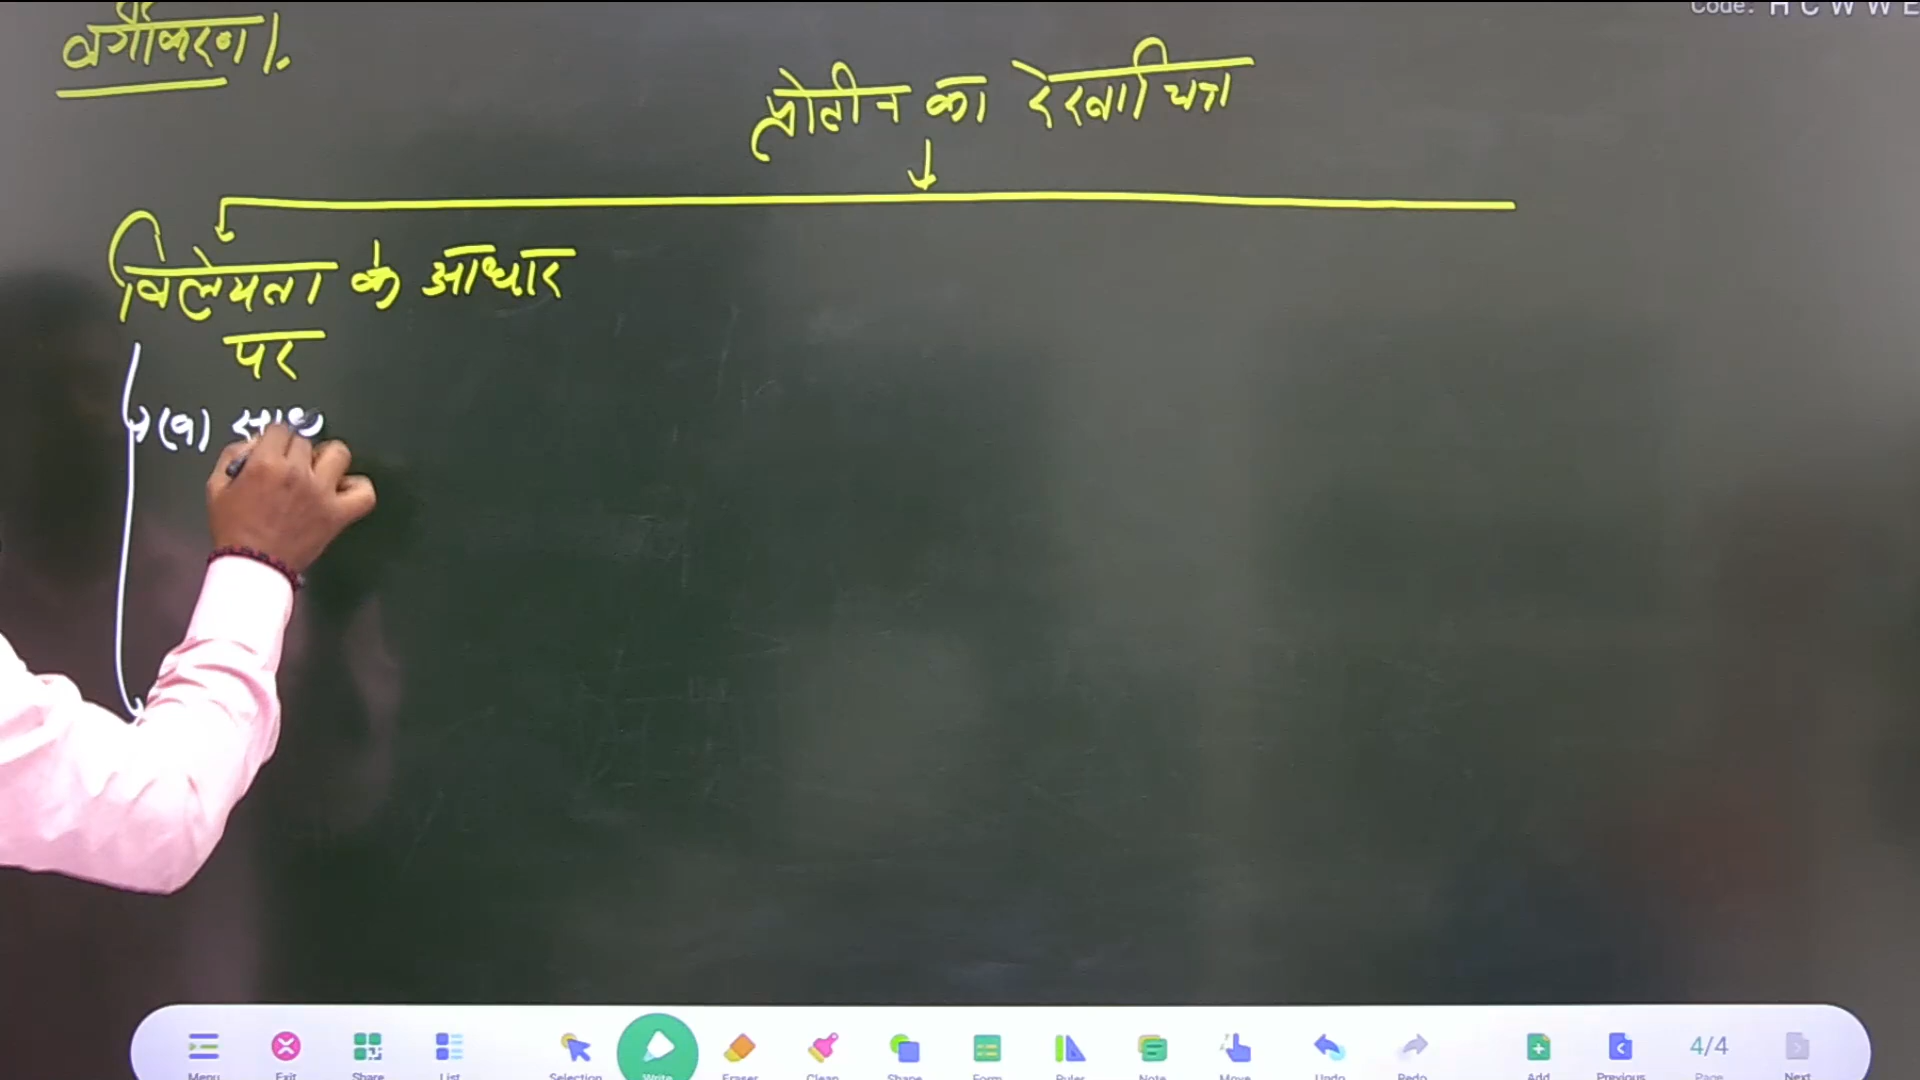 वर्गीकरण।.
Code: H C W W E
प्रोटीन का रेखाचित्र
विलेयता के आधार
पर
(ब)
Menu Exit Share List Selection Write Eraser Clean Shape Form Ruler Note Move Undo Redo Add Previous 4/4 Page Next